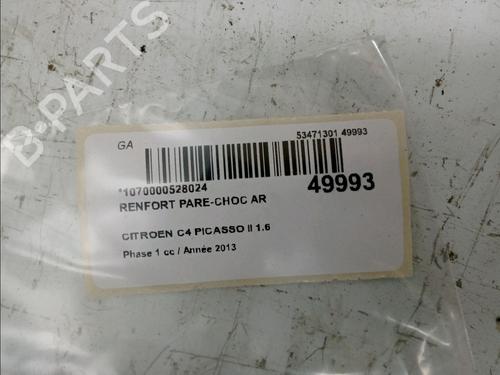 B-PARTS
GA
53471301 49993
*1070000528024
49993
RENFORT PARE-CHOC AR
CITROEN C4 PICASSO II 1.6
Phase 1 cc / Année 2013